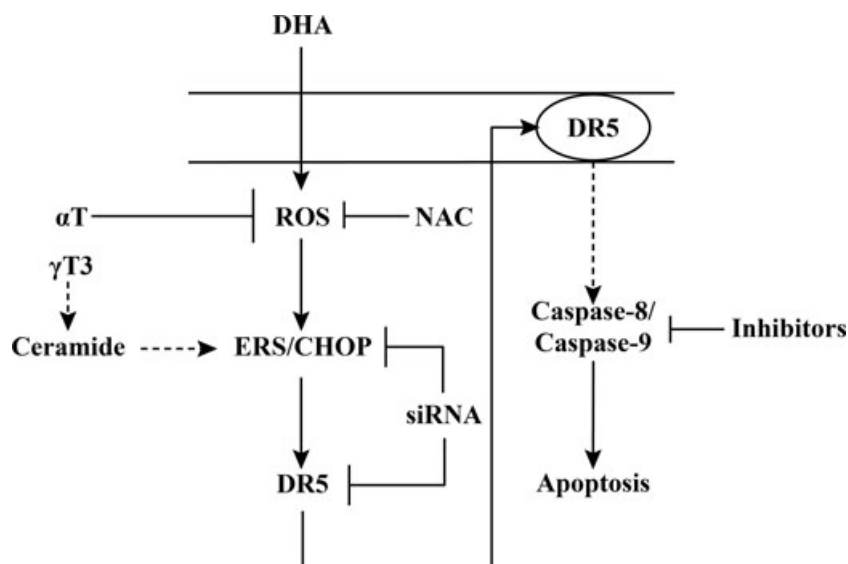 DHA
DR5
αT
ROS
NAC
γT3
Caspase-8/
Caspase-9
Inhibitors
Ceramide
ERS/CHOP
siRNA
DR5
Apoptosis